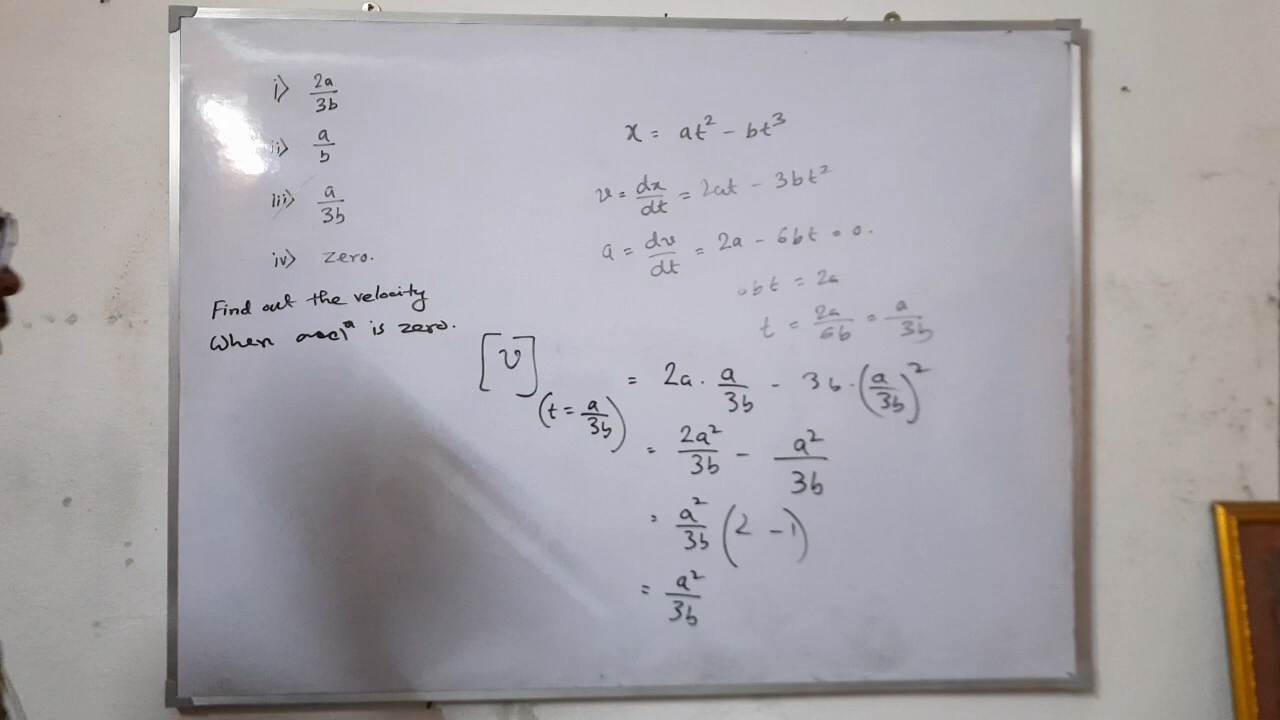 i) 2a/3b
ii) a/b
iii) a/3b
iv) zero.
Find out the velocity
When accln is zero.
x = at² - bt³
v = dx/dt = 2at - 3bt²
a = dv/dt = 2a - 6bt = 0.
6bt = 2a
t = 2a/6b = a/3b
[v](t = a/3b) = 2a · a/3b - 3b · (a/3b)²
= 2a²/3b - a²/3b
= a²/3b (2 - 1)
= a²/3b